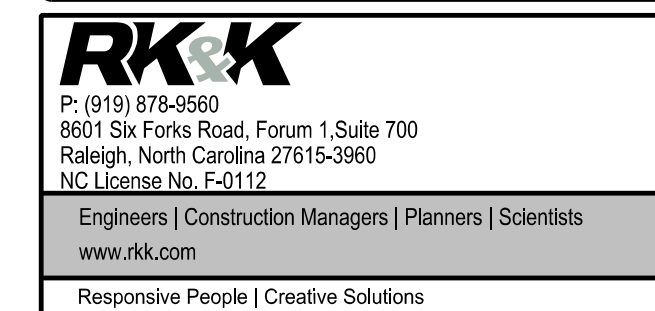 RK&K
P: (919) 878-9560
8601 Six Forks Road, Forum 1,Suite 700
Raleigh, North Carolina 27615-3960
NC License No. F-0112
Engineers | Construction Managers | Planners | Scientists
www.rkk.com
Responsive People | Creative Solutions